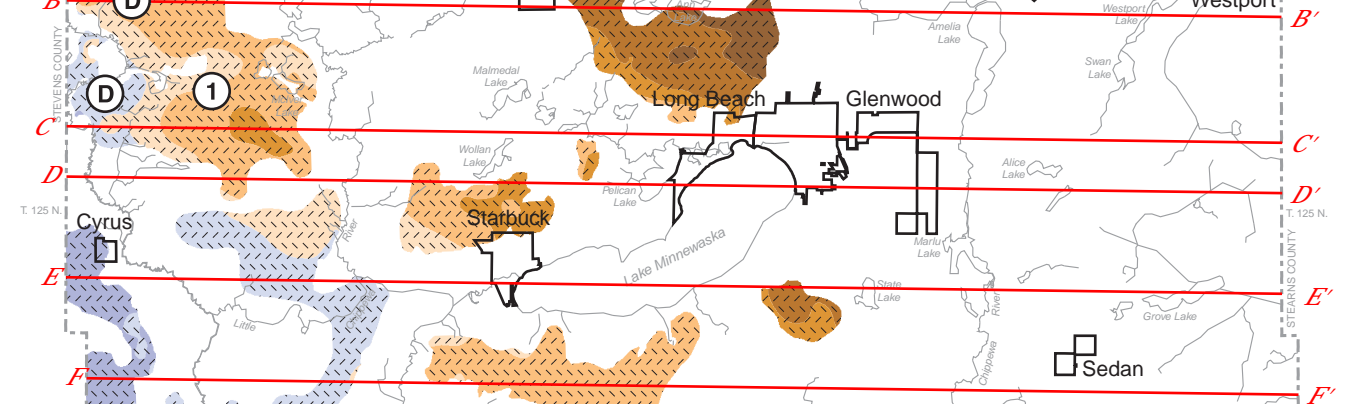 B
D
Westport
Lake
Westport
B'
Amelia
Lake
STEVENS COUNTY
Malmedal
Lake
Swan
Lake
D
1
Long Beach
Glenwood
C
C'
Wollan
Lake
Alice
Lake
D
Pelican
Lake
D'
T. 125 N.
T. 125 N.
Cyrus
Starbuck
River
Lake Minnewaska
Marlu
Lake
STEARNS COUNTY
E
State
Lake
E'
River
Grove Lake
Little
Chippewa
Chippewa
Sedan
F
F'